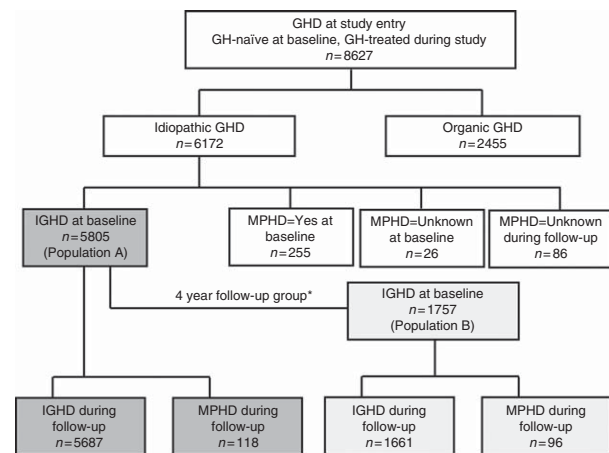 GHD at study entry
GH-naïve at baseline, GH-treated during study
n=8627
Idiopathic GHD
n=6172
Organic GHD
n=2455
IGHD at baseline
n=5805
(Population A)
MPHD=Yes at
baseline
n=255
MPHD=Unknown
at baseline
n=26
MPHD=Unknown
during follow-up
n=86
4 year follow-up group*
IGHD at baseline
n=1757
(Population B)
IGHD during
follow-up
n=5687
MPHD during
follow-up
n=118
IGHD during
follow-up
n=1661
MPHD during
follow-up
n=96